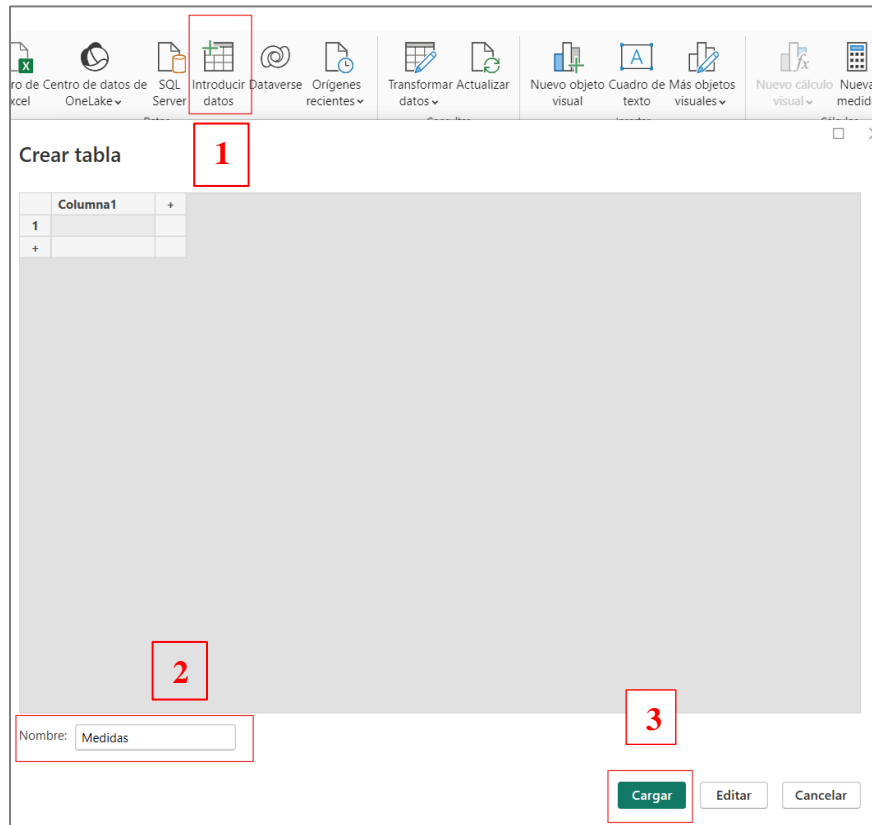 ro de Centro de datos de SQL Introducir Dataverse Orígenes Transformar Actualizar Nuevo objeto Cuadro de Más objetos Nuevo cálculo Nueva
xcel OneLake Server datos recientes datos visual texto visuales visual medid
1
Crear tabla
Columna1 +
1
+
2
3
Nombre: Medidas
Cargar Editar Cancelar